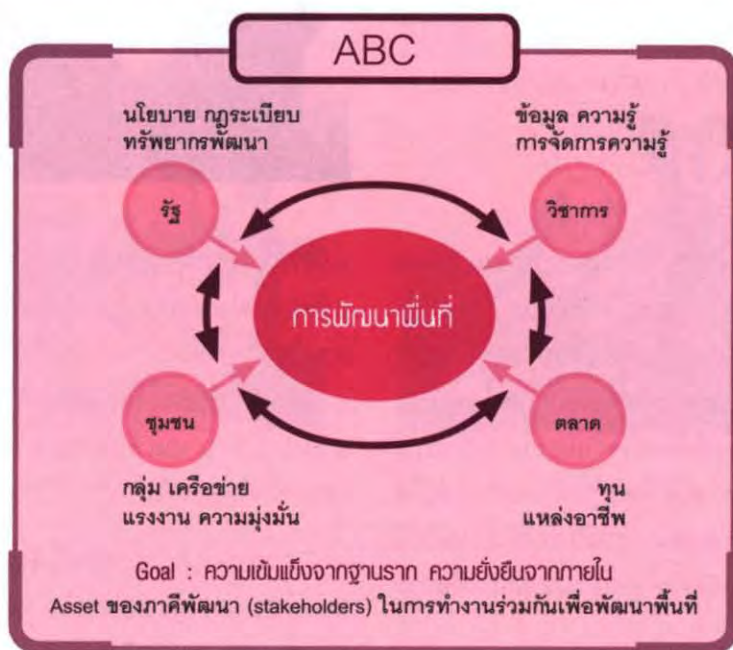 ABC
นโยบาย กฎระเบียบ
ทรัพยากรพัฒนา
ข้อมูล ความรู้
การจัดการความรู้
รัฐ
วิชาการ
การพัฒนาพื้นที่
ชุมชน
ตลาด
กลุ่ม เครือข่าย
แรงงาน ความมุ่งมั่น
ทุน
แหล่งอาชีพ
Goal : ความเข้มแข็งจากฐานราก ความยั่งยืนจากภายใน
Asset ของภาคีพัฒนา (stakeholders) ในการทำงานร่วมกันเพื่อพัฒนาพื้นที่